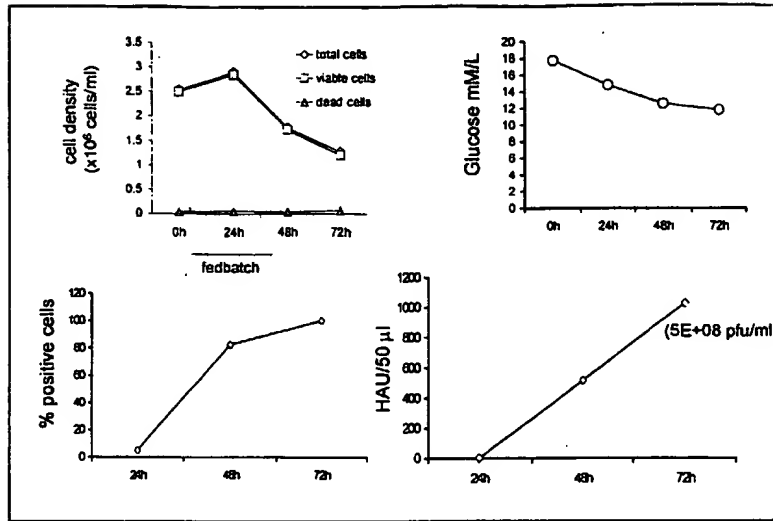 cell density
(x10⁶ cells/ml)
3.5
3
2.5
2
1.5
1
0.5
0
0h
24h
48h
72h
fedbatch
total cells
viable cells
dead cells
Glucose mM/L
20
18
16
14
12
10
8
6
4
2
0
0h
24h
48h
72h
% positive cells
120
100
80
60
40
20
0
24h
48h
72h
HAU/50 µl
1200
1000
800
600
400
200
0
24h
48h
72h
(5E+08 pfu/ml